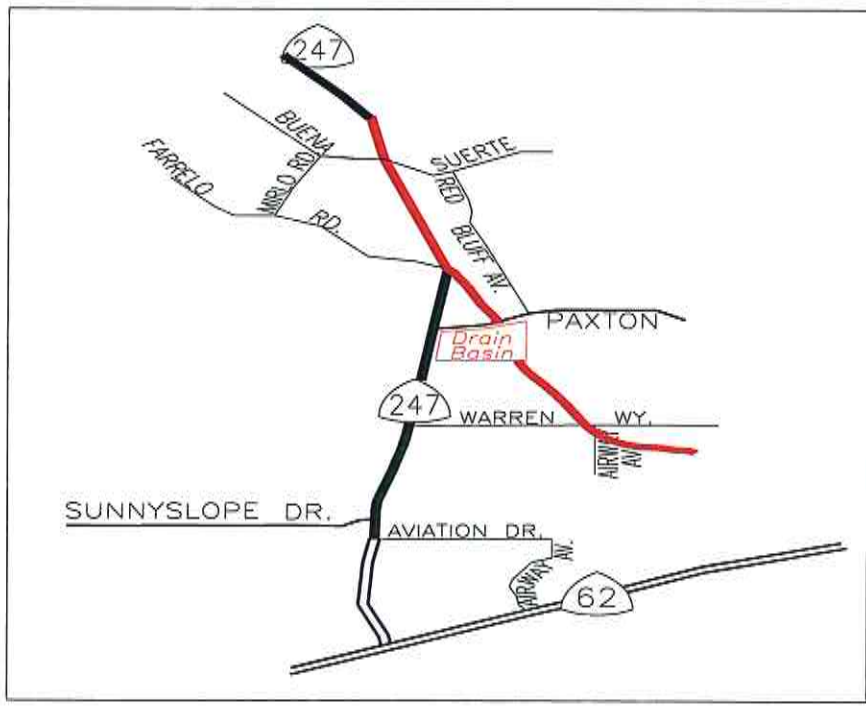 247
BUENA
SUERTE
FARRELO
MIRLO RD.
RD.
RED
BLUFF AV.
PAXTON
Drain
Basin
247
WARREN WY.
AIRWAY
AV.
SUNNYSLOPE DR.
AVIATION DR.
AIRWAY
AV.
62